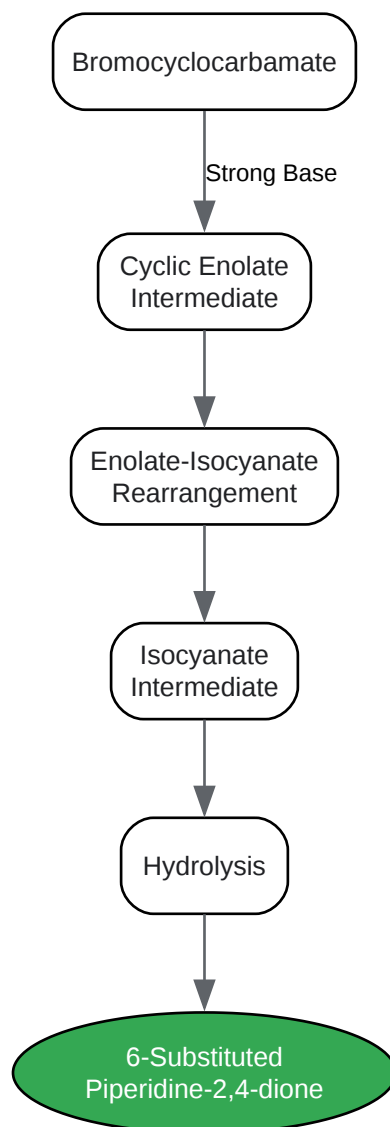 Bromocyclocarbamate
Strong Base
Cyclic Enolate
Intermediate
Enolate-Isocyanate
Rearrangement
Isocyanate
Intermediate
Hydrolysis
6-Substituted
Piperidine-2,4-dione